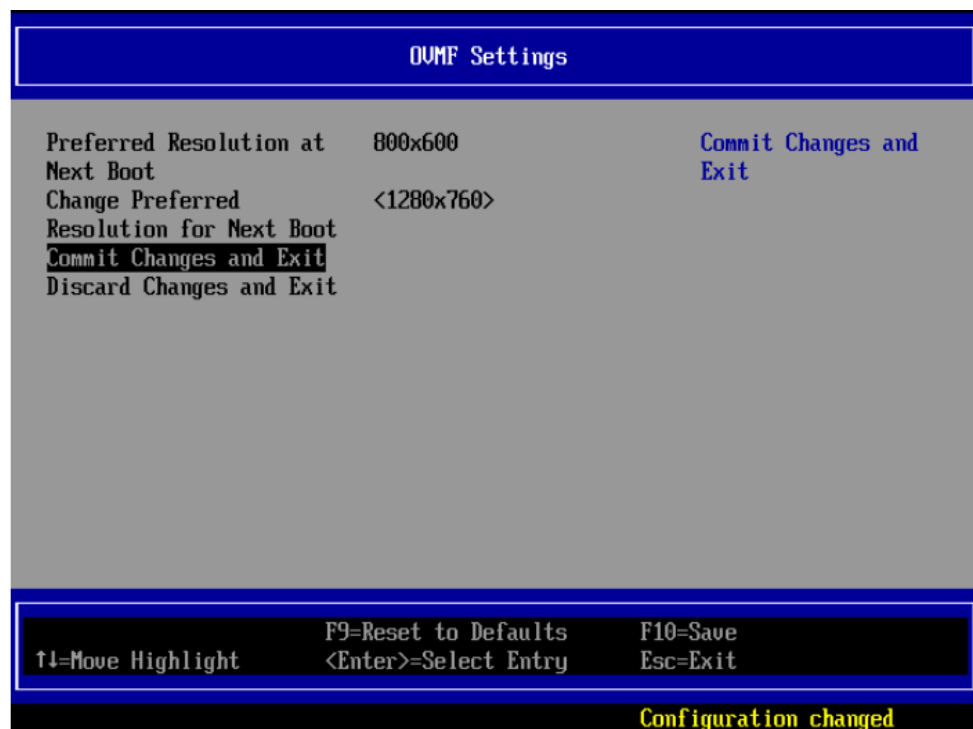 OVMF Settings
Preferred Resolution at 800x600 Commit Changes and
Next Boot Exit
Change Preferred <1280x760>
Resolution for Next Boot
Commit Changes and Exit
Discard Changes and Exit
F9=Reset to Defaults F10=Save
↑↓=Move Highlight <Enter>=Select Entry Esc=Exit
Configuration changed